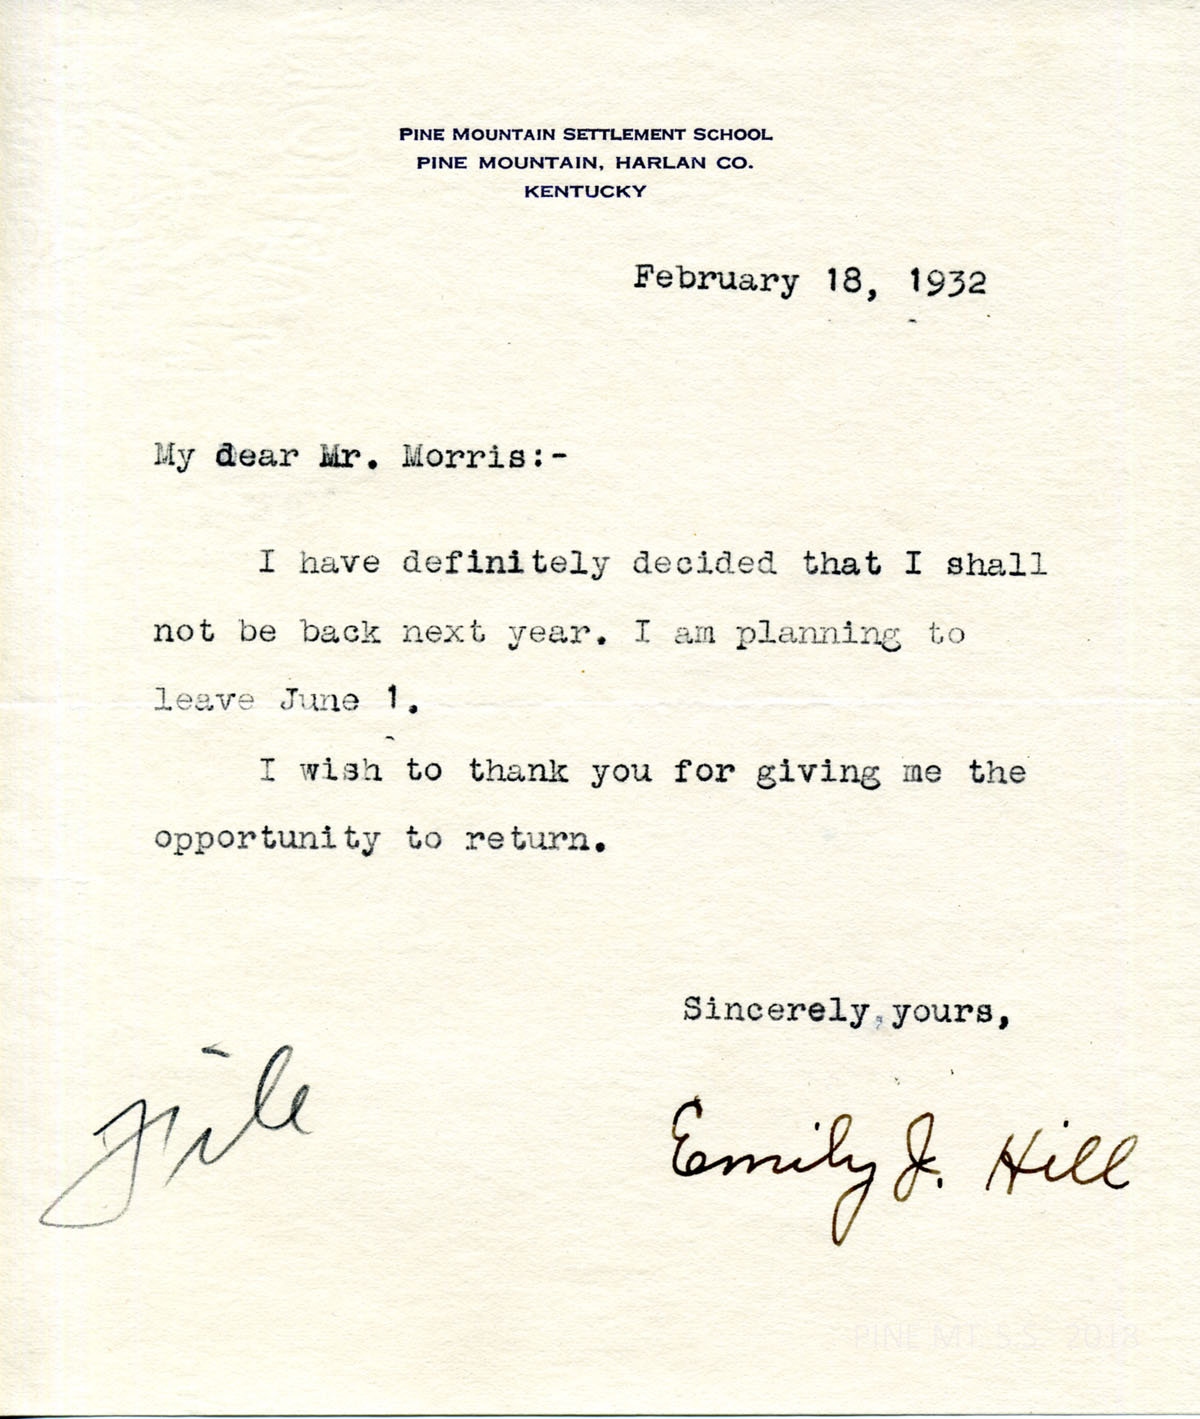 PINE MOUNTAIN SETTLEMENT SCHOOL
PINE MOUNTAIN, HARLAN CO.
KENTUCKY
February 18, 1932
My dear Mr. Morris:-
I have definitely decided that I shall
not be back next year. I am planning to
leave June 1.
I wish to thank you for giving me the
opportunity to return.
Sincerely, yours,
File
Emily J. Hill
PINE MT. S.S. 2018